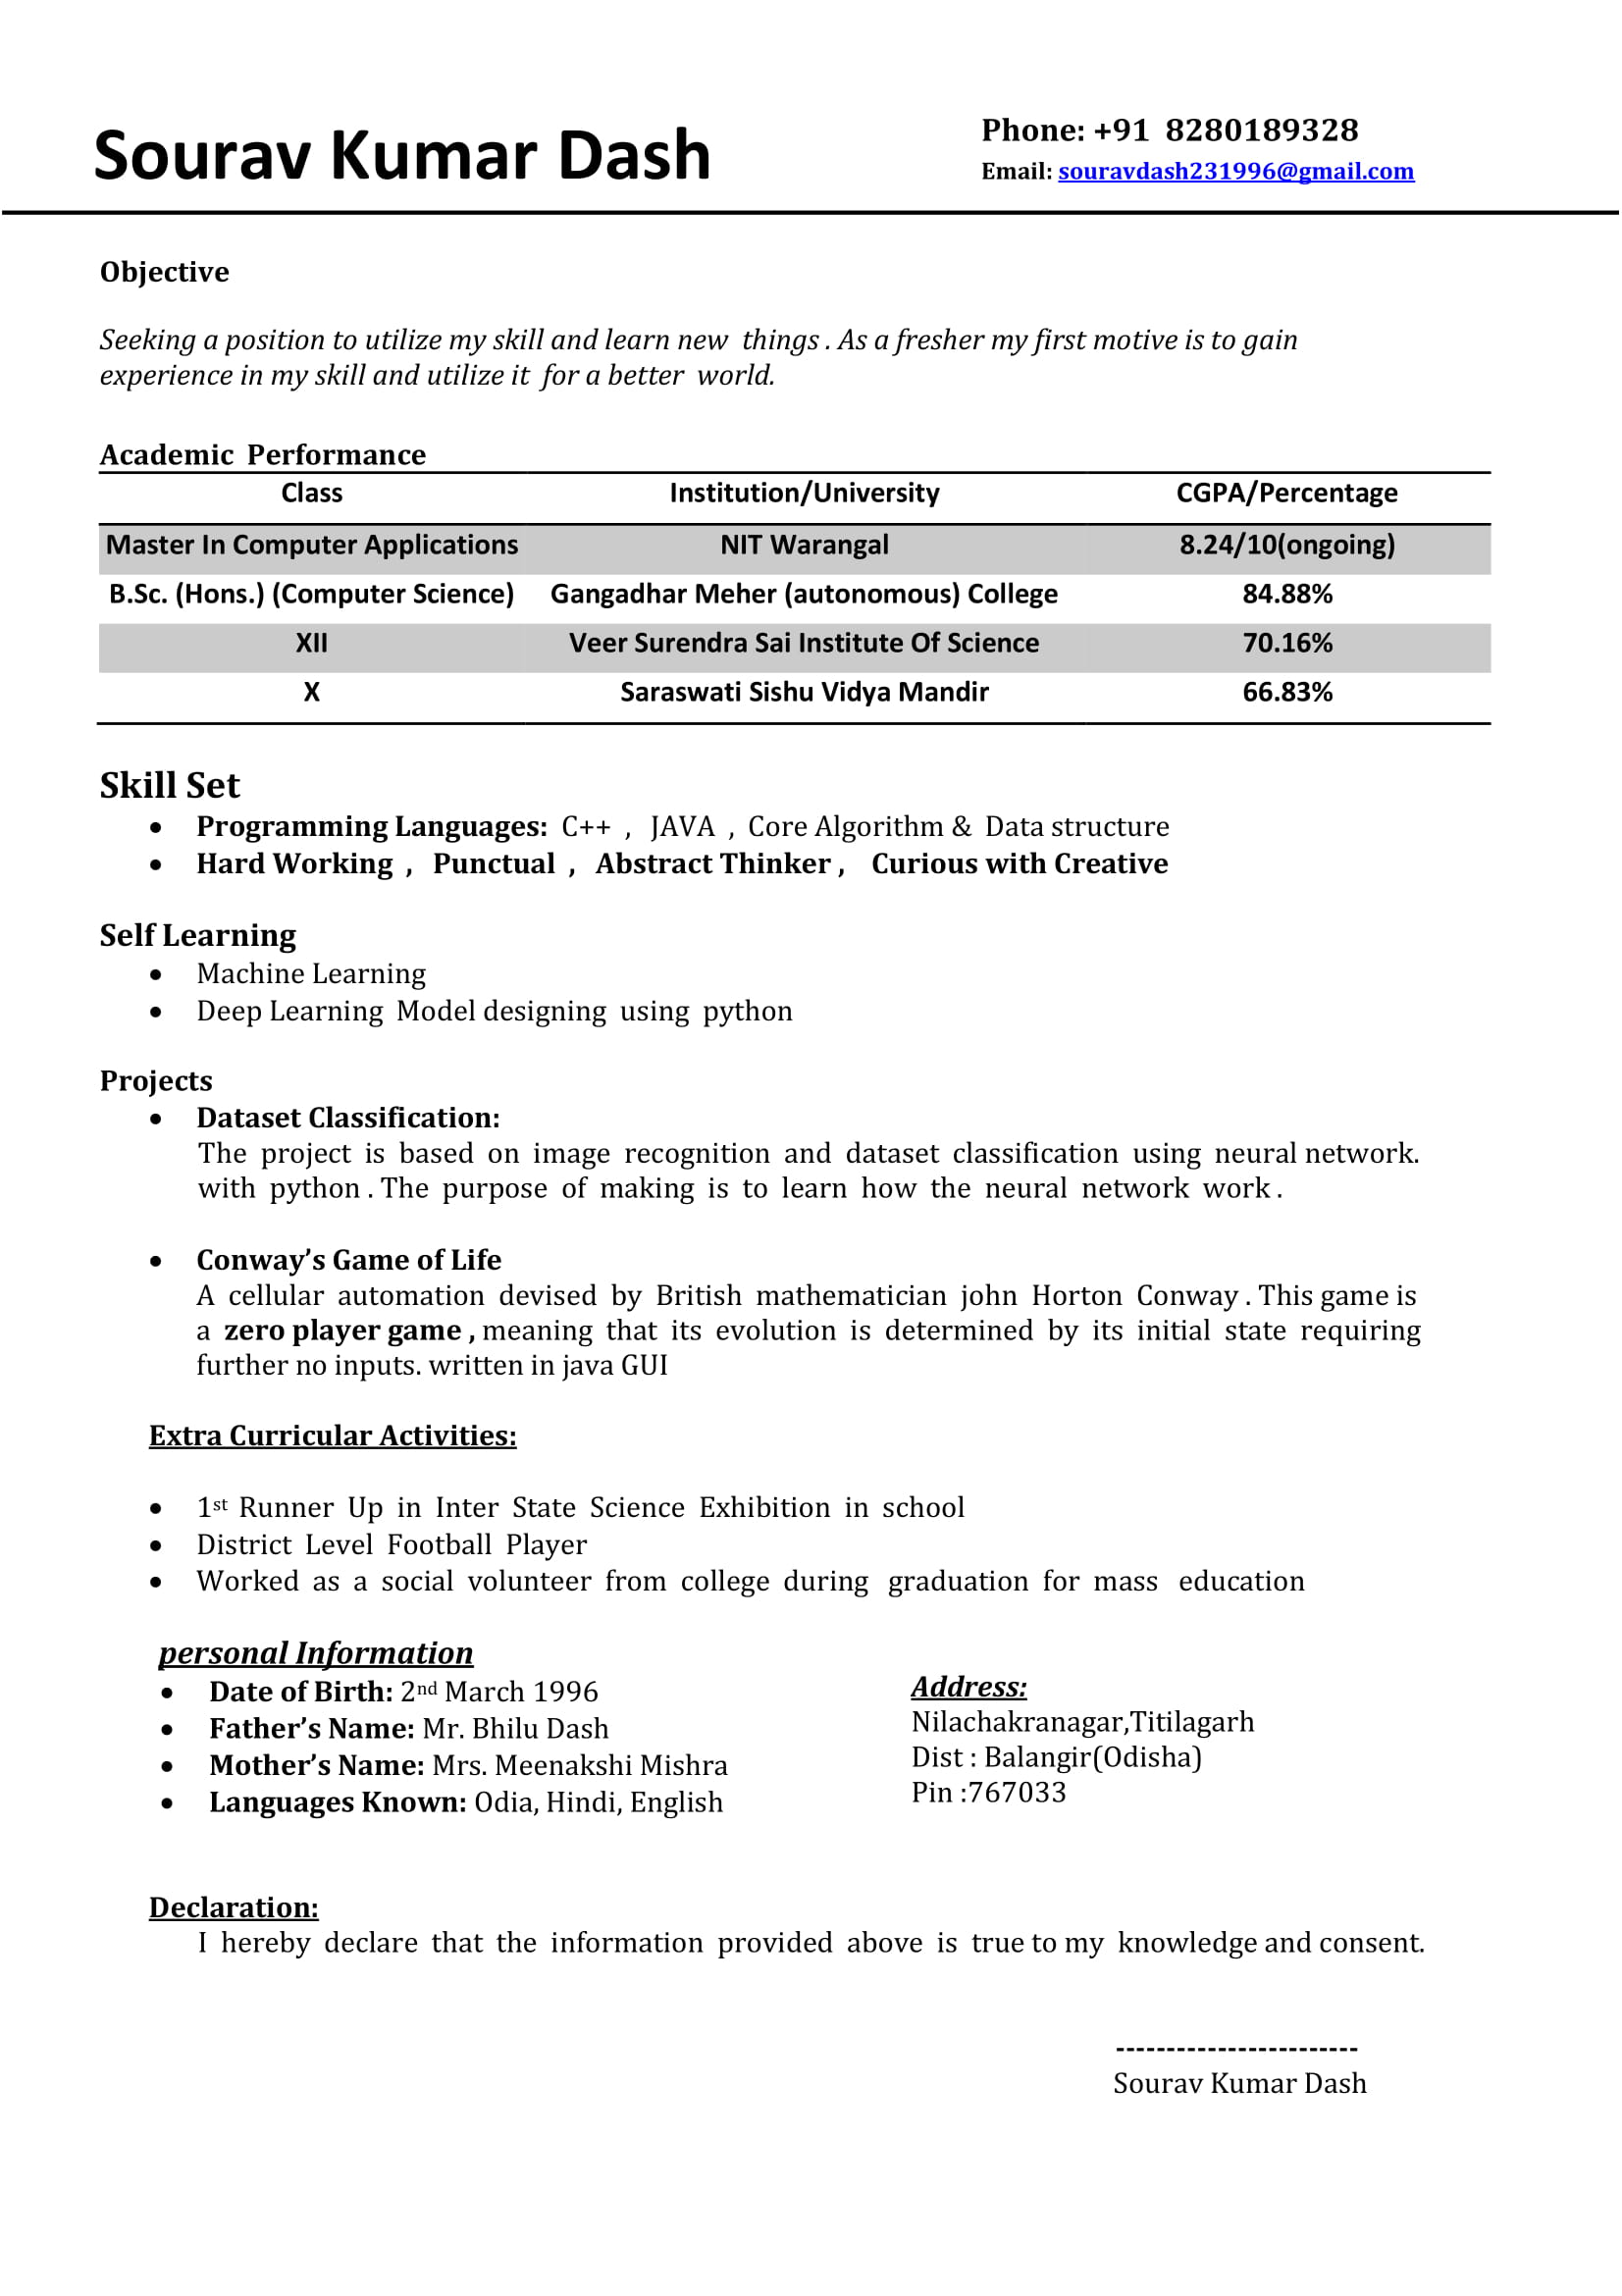 Sourav Kumar Dash
Phone: +91 8280189328
Email: souravdash231996@gmail.com
Objective
Seeking a position to utilize my skill and learn new things . As a fresher my first motive is to gain
experience in my skill and utilize it for a better world.
Academic Performance
Class Institution/University CGPA/Percentage
Master In Computer Applications NIT Warangal 8.24/10(ongoing)
B.Sc. (Hons.) (Computer Science) Gangadhar Meher (autonomous) College 84.88%
XII Veer Surendra Sai Institute Of Science 70.16%
X Saraswati Sishu Vidya Mandir 66.83%
Skill Set
• Programming Languages: C++ , JAVA , Core Algorithm & Data structure
• Hard Working , Punctual , Abstract Thinker , Curious with Creative
Self Learning
• Machine Learning
• Deep Learning Model designing using python
Projects
• Dataset Classification:
The project is based on image recognition and dataset classification using neural network.
with python . The purpose of making is to learn how the neural network work .
• Conway’s Game of Life
A cellular automation devised by British mathematician john Horton Conway . This game is
a zero player game , meaning that its evolution is determined by its initial state requiring
further no inputs. written in java GUI
Extra Curricular Activities:
• 1st Runner Up in Inter State Science Exhibition in school
• District Level Football Player
• Worked as a social volunteer from college during graduation for mass education
personal Information
• Date of Birth: 2nd March 1996
• Father’s Name: Mr. Bhilu Dash
• Mother’s Name: Mrs. Meenakshi Mishra
• Languages Known: Odia, Hindi, English
Address:
Nilachakranagar,Titilagarh
Dist : Balangir(Odisha)
Pin :767033
Declaration:
I hereby declare that the information provided above is true to my knowledge and consent.
------------------------
Sourav Kumar Dash